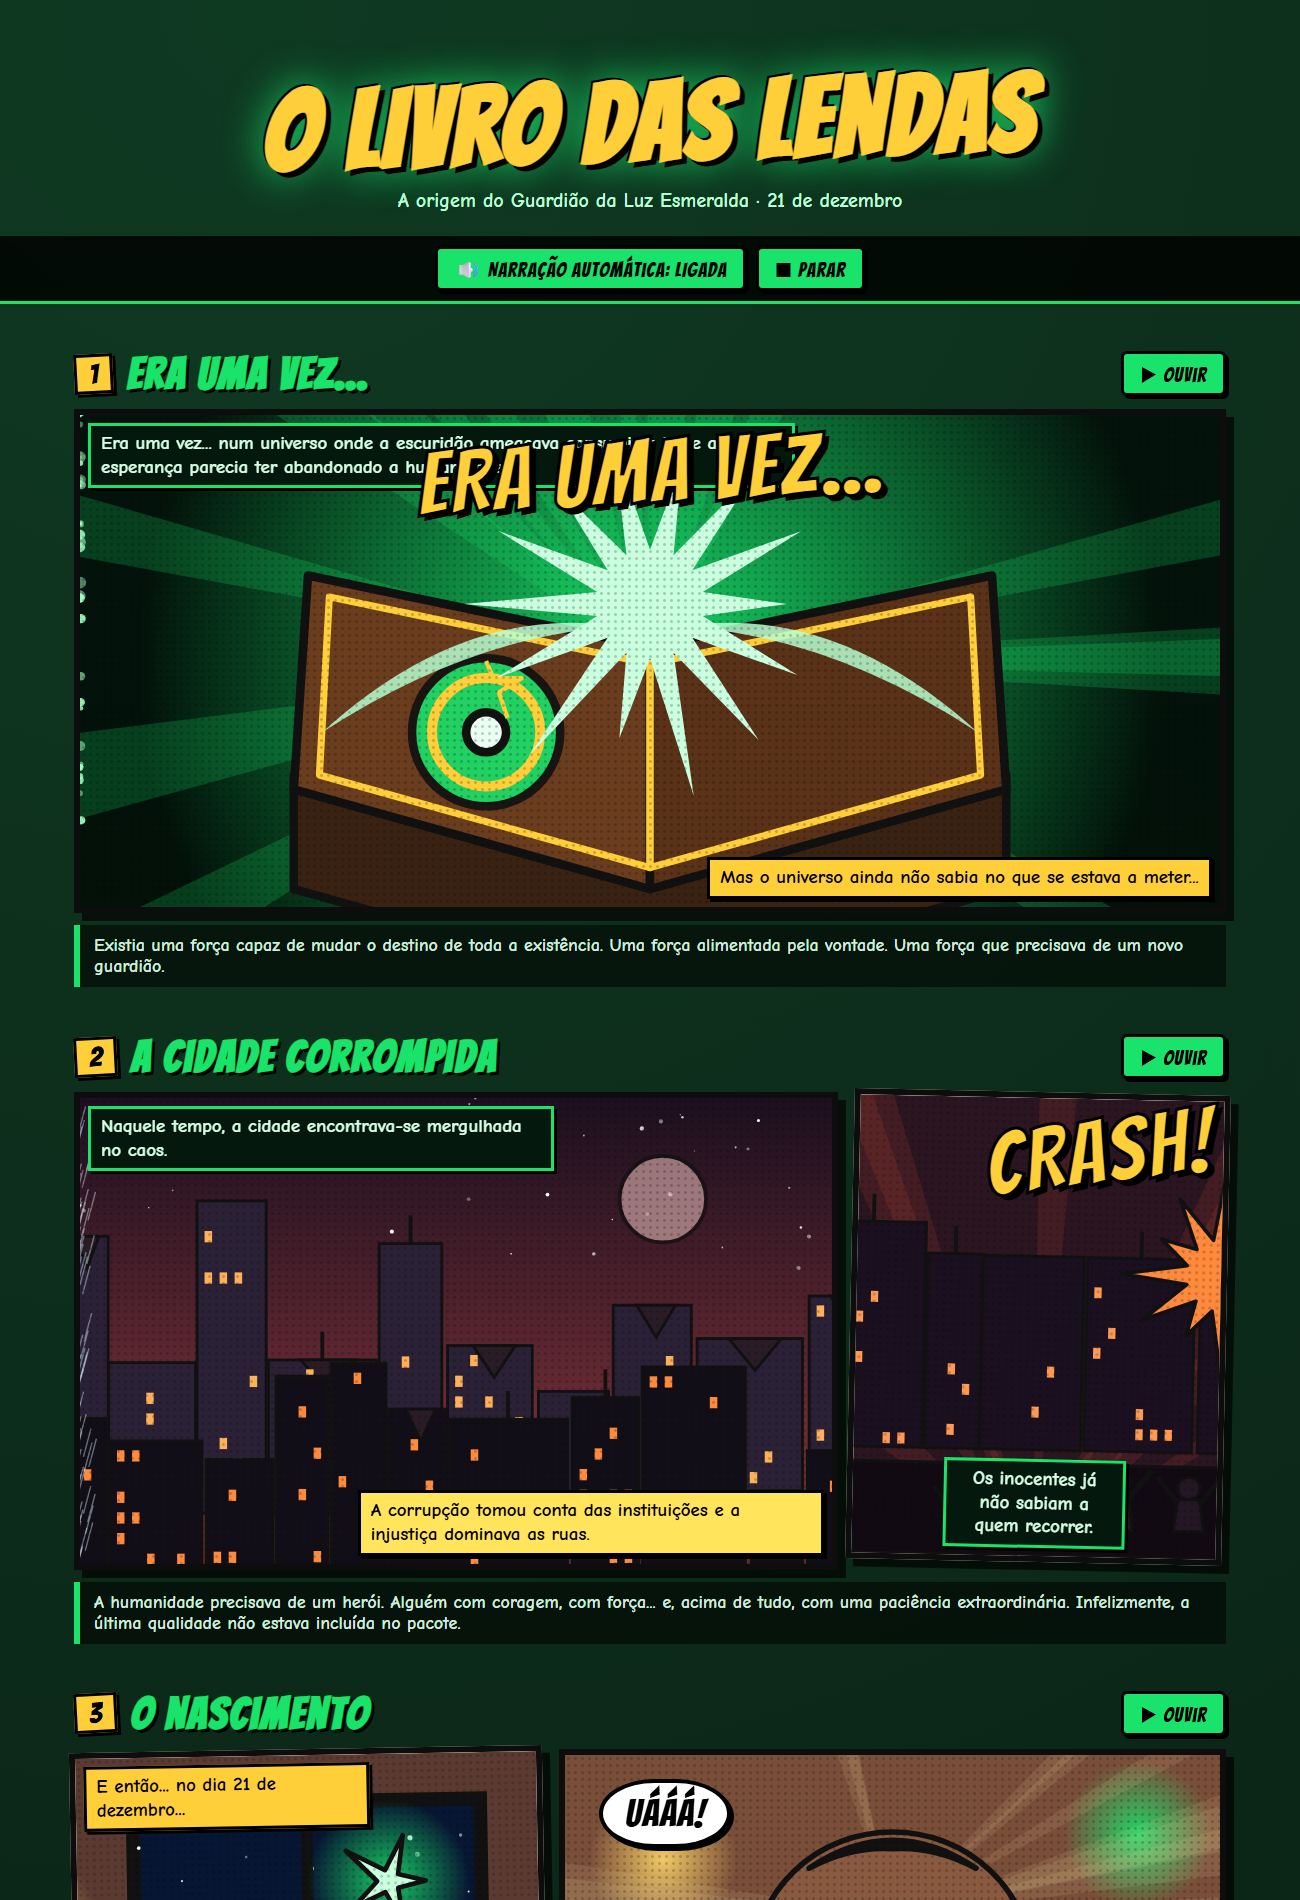 O LIVRO DAS LENDAS
A origem do Guardião da Luz Esmeralda · 21 de dezembro
NARRAÇÃO AUTOMÁTICA: LIGADA
PARAR
1
ERA UMA VEZ...
OUVIR
Era uma vez... num universo onde a escuridão ameaçava
esperança parecia ter abandonado a
ERA UMA VEZ...
Mas o universo ainda não sabia no que se estava a meter...
Existia uma força capaz de mudar o destino de toda a existência. Uma força alimentada pela vontade. Uma força que precisava de um novo
guardião.
2
A CIDADE CORROMPIDA
OUVIR
Naquele tempo, a cidade encontrava-se mergulhada
no caos.
CRASH!
A corrupção tomou conta das instituições e a
injustiça dominava as ruas.
Os inocentes já
não sabiam a
quem recorrer.
A humanidade precisava de um herói. Alguém com coragem, com força... e, acima de tudo, com uma paciência extraordinária. Infelizmente, a
última qualidade não estava incluída no pacote.
3
O NASCIMENTO
OUVIR
E então... no dia 21 de
dezembro...
UÁÁÁ!